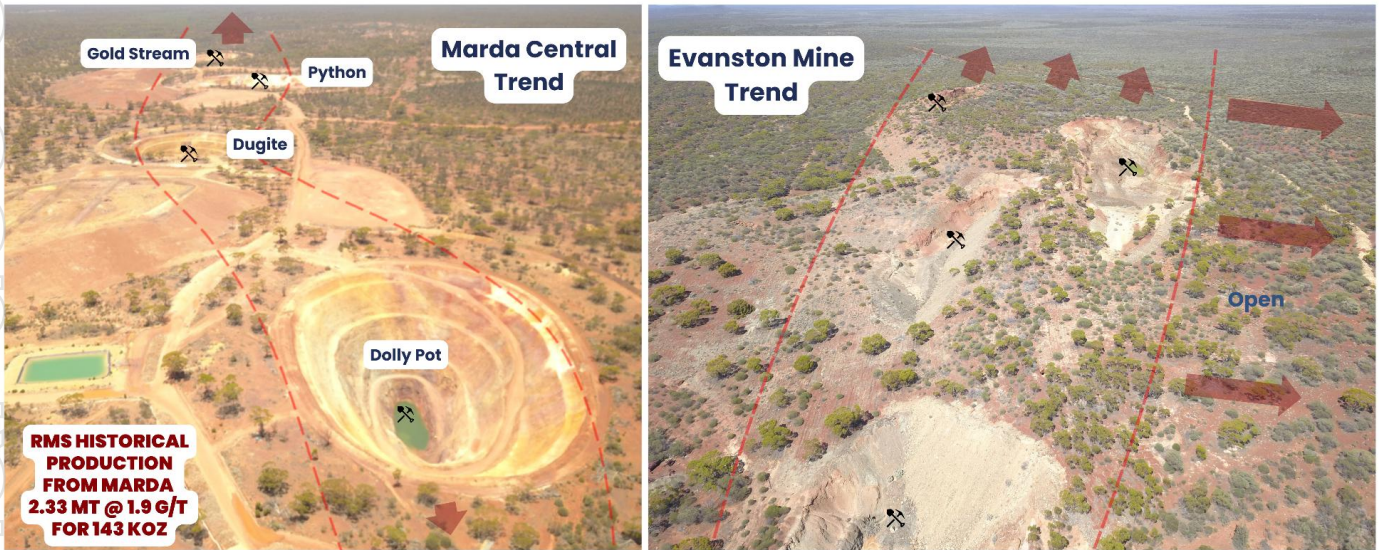 Marda Central
Trend
Gold Stream
Python
Dugite
Dolly Pot
RMS HISTORICAL
PRODUCTION
FROM MARDA
2.33 MT @ 1.9 G/T
FOR 143 KOZ
Evanston Mine
Trend
Open